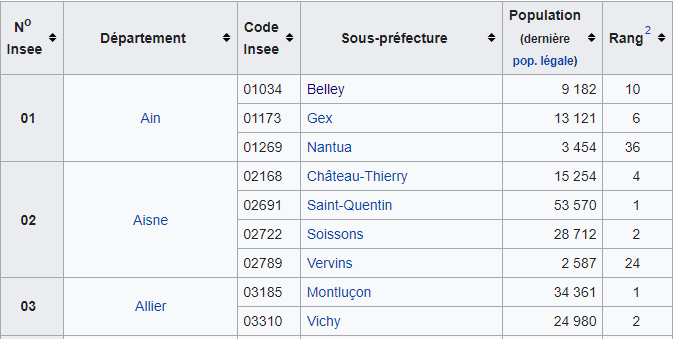 Nº Insee Département Code Insee Sous-préfecture Population (dernière pop. légale) Rang 2
01 Ain 01034 Belley 9 182 10
01173 Gex 13 121 6
01269 Nantua 3 454 36
02 Aisne 02168 Château-Thierry 15 254 4
02691 Saint-Quentin 53 570 1
02722 Soissons 28 712 2
02789 Vervins 2 587 24
03 Allier 03185 Montluçon 34 361 1
03310 Vichy 24 980 2